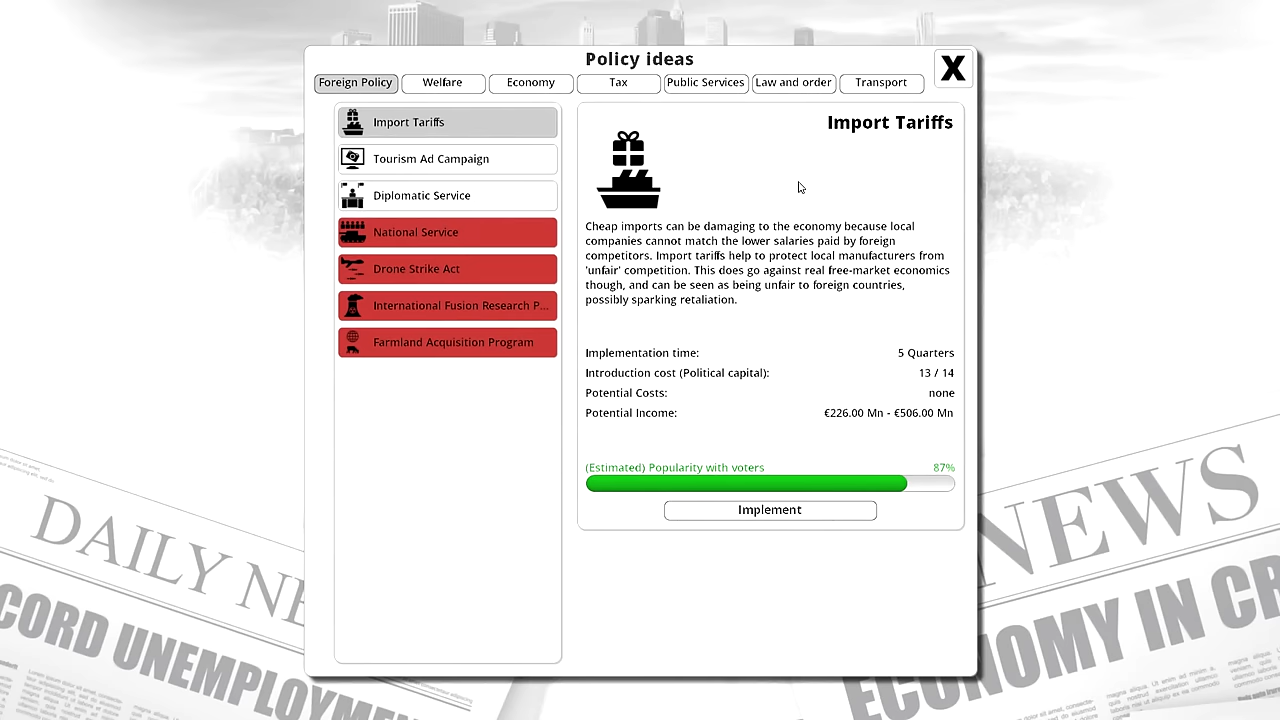 Policy ideas
X
Foreign Policy
Welfare
Economy
Tax
Public Services
Law and order
Transport
Import Tariffs
Tourism Ad Campaign
Diplomatic Service
National Service
Drone Strike Act
International Fusion Research P...
Farmland Acquisition Program
Import Tariffs
Cheap imports can be damaging to the economy because local
companies cannot match the lower salaries paid by foreign
competitors. Import tariffs help to protect local manufacturers from
'unfair' competition. This does go against real free-market economics
though, and can be seen as being unfair to foreign countries,
possibly sparking retaliation.
Implementation time: 5 Quarters
Introduction cost (Political capital): 13 / 14
Potential Costs: none
Potential Income: €226.00 Mn - €506.00 Mn
(Estimated) Popularity with voters 87%
Implement
DAILY NE
CORD UNEMPLOYM
NEWS
ECONOMY IN CR